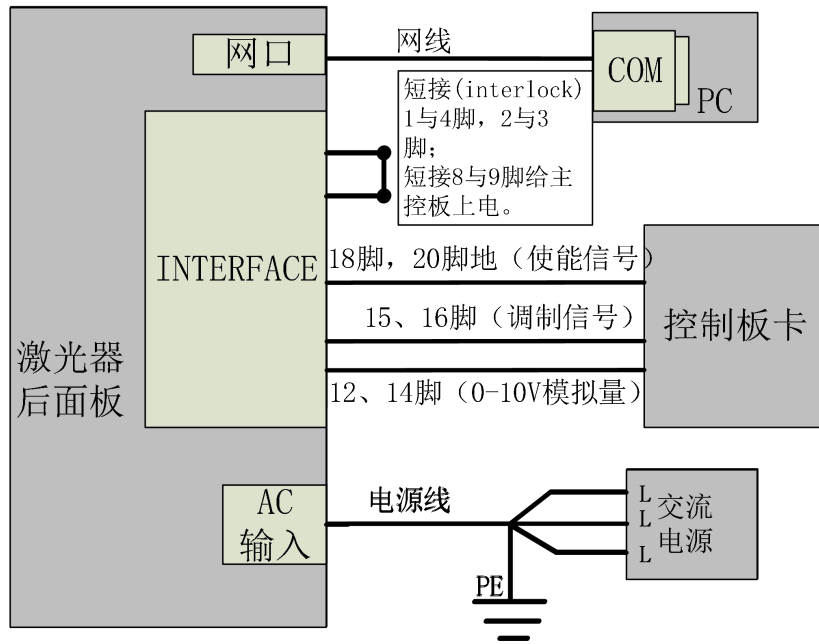 网口
网线
COM
PC
短接(interlock)
1与4脚，2与3
脚；
短接8与9脚给主
控板上电。
INTERFACE
18脚，20脚地（使能信号）
15、16脚（调制信号）
12、14脚（0-10V模拟量）
控制板卡
激光器
后面板
AC
输入
电源线
L
L
L
交流
电源
PE